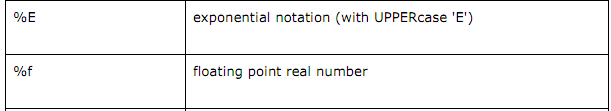 %E exponential notation (with UPPERcase 'E')
%f floating point real number